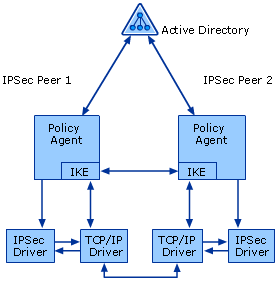 Active Directory
IPSec Peer 1
IPSec Peer 2
Policy
Agent
IKE
Policy
Agent
IKE
IPSec
Driver
TCP/IP
Driver
TCP/IP
Driver
IPSec
Driver